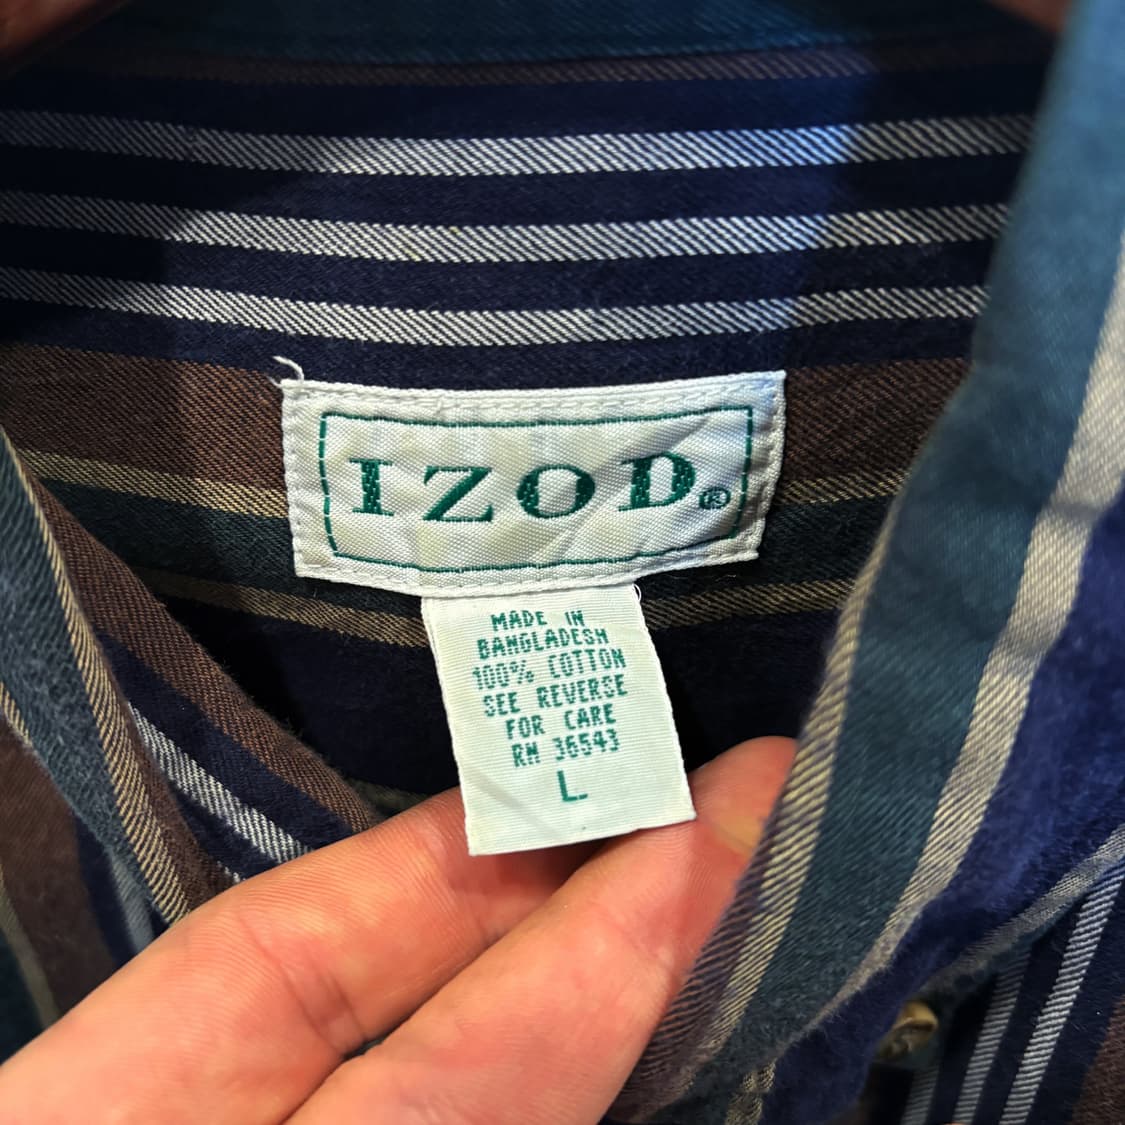 IZOD®
MADE IN
BANGLADESH
100% COTTON
SEE REVERSE
FOR CARE
RN 36543
L